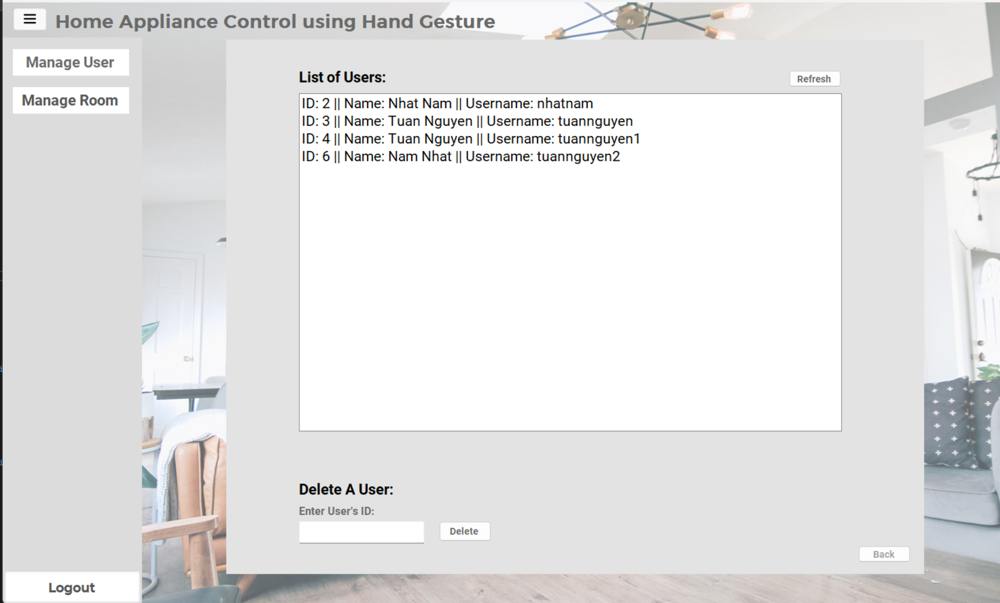 Home Appliance Control using Hand Gesture
Manage User
Manage Room
List of Users:
Refresh
ID: 2 || Name: Nhat Nam || Username: nhatnam
ID: 3 || Name: Tuan Nguyen || Username: tuannguyen
ID: 4 || Name: Tuan Nguyen || Username: tuannguyen1
ID: 6 || Name: Nam Nhat || Username: tuannguyen2
Delete A User:
Enter User's ID:
Delete
Back
Logout